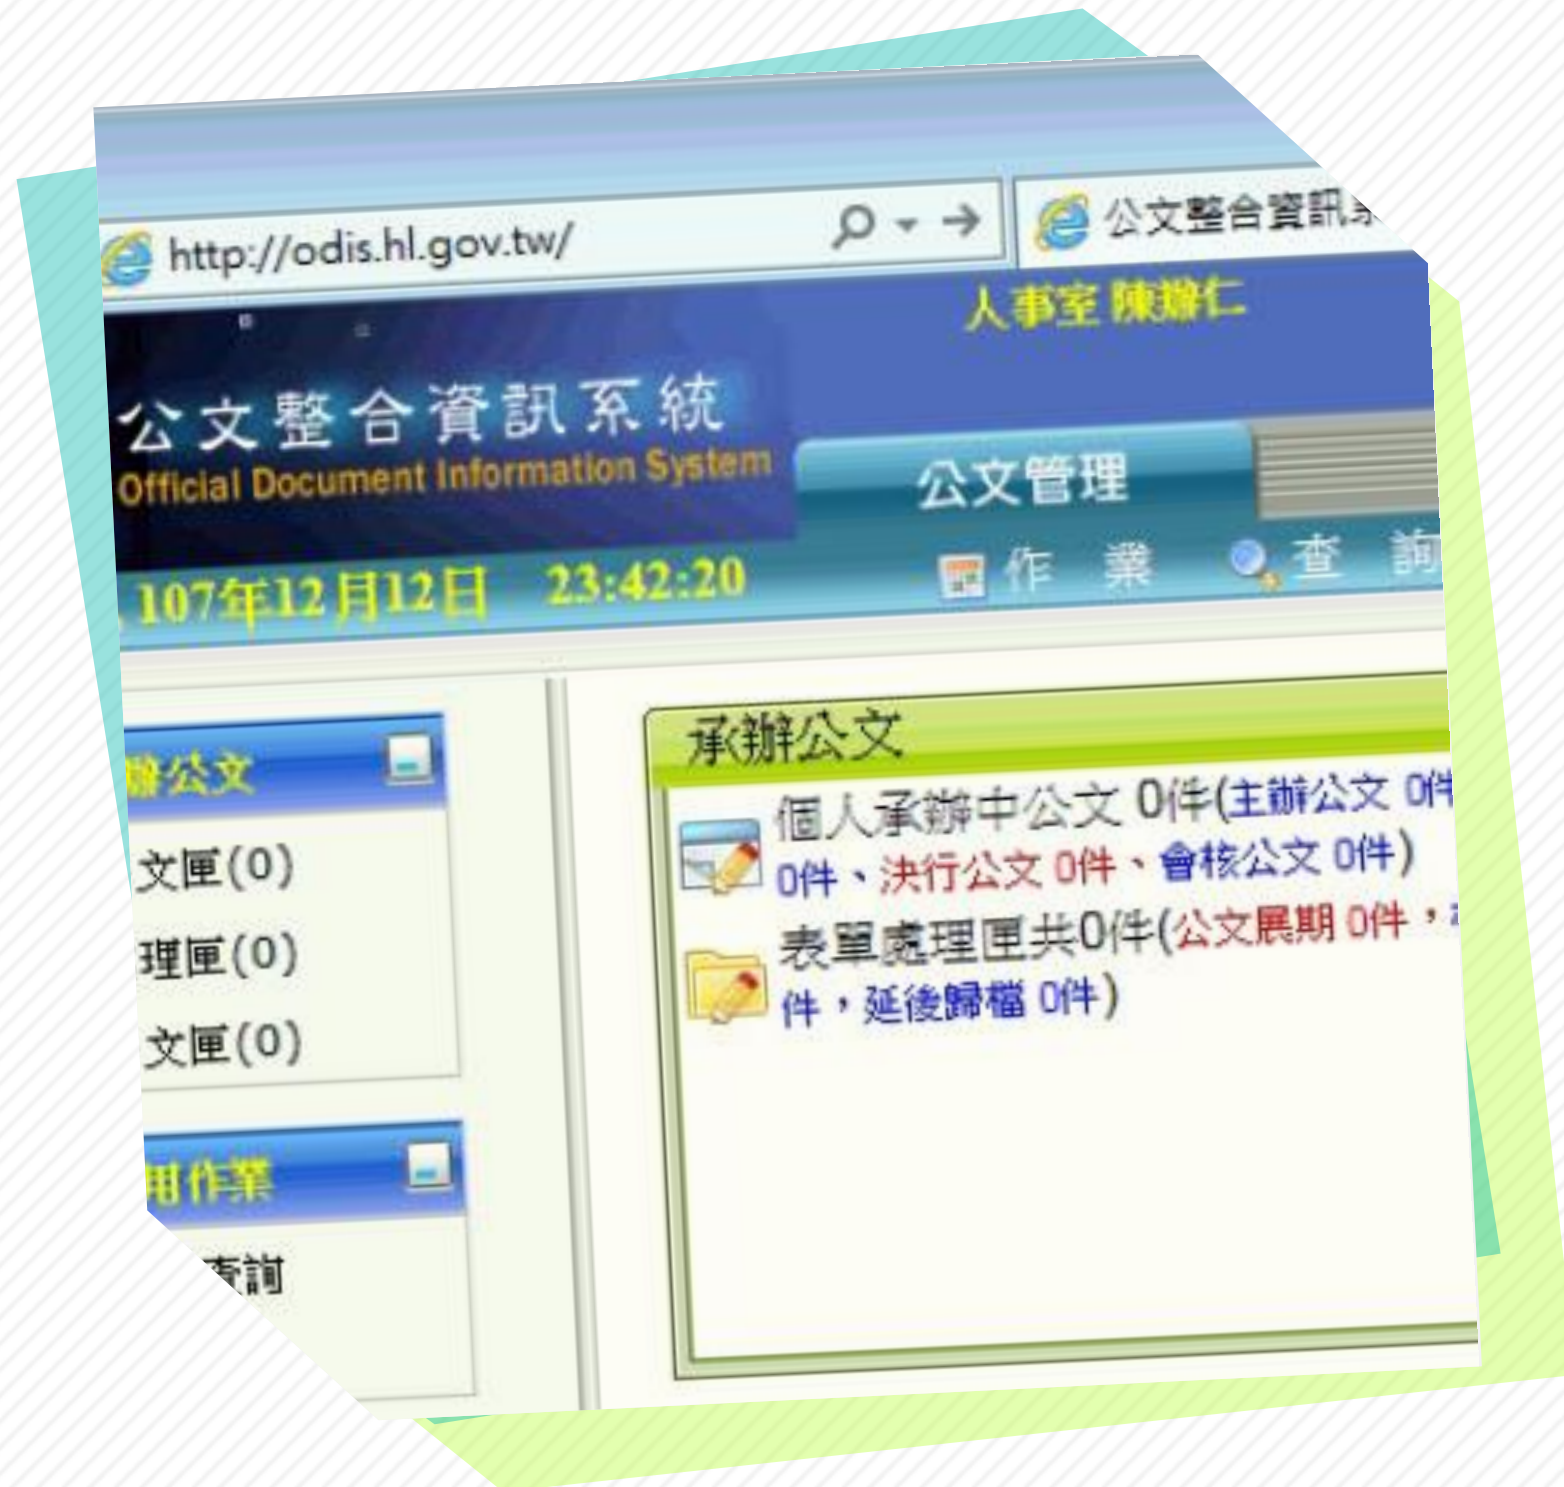 http://odis.hl.gov.tw/
公文整合資訊
人事室 陳辦仁
公文整合資訊系統
Official Document Information System
公文管理
107年12月12日 23:42:20
作 業 查 詢
辦公文
文匣(0)
理匣(0)
文匣(0)
用作業
查詢
承辦公文
個人承辦中公文 0件(主辦公文 0件
0件、決行公文 0件、會核公文 0件)
表單處理匣共0件(公文展期 0件，
件，延後歸檔 0件)